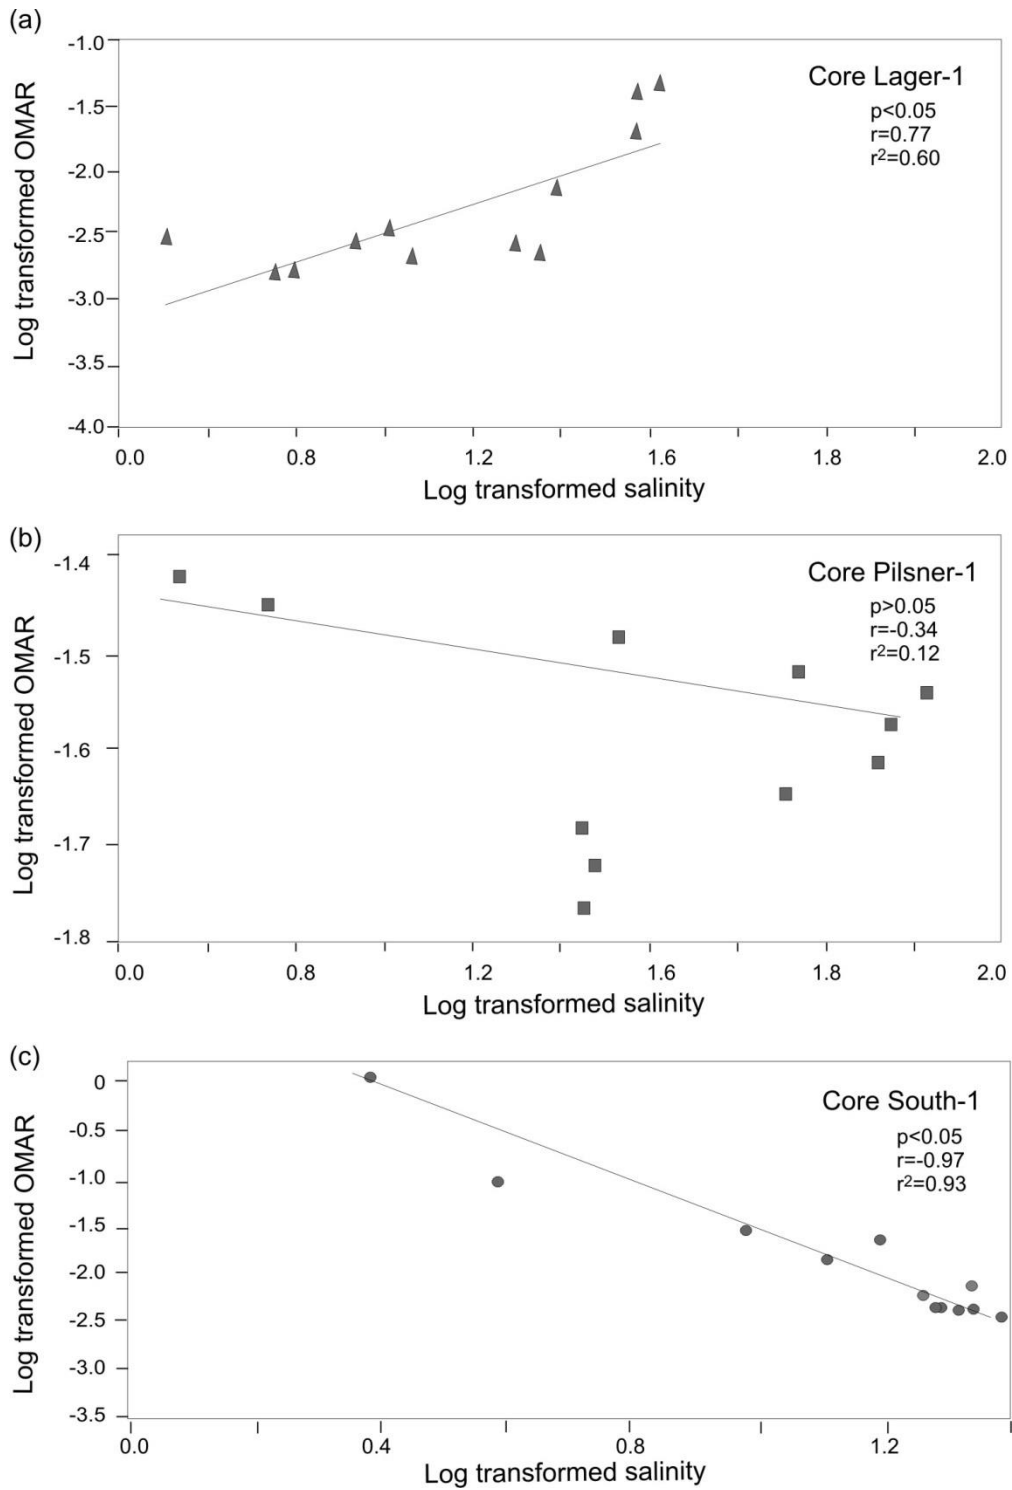 (a)
Log transformed OMAR
-1.0
-1.5
-2.0
-2.5
-3.0
-3.5
-4.0
Core Lager-1
p<0.05
r=0.77
r²=0.60
0.0 0.8 1.2 1.6 1.8 2.0
Log transformed salinity
(b)
Log transformed OMAR
-1.4
-1.5
-1.6
-1.7
-1.8
Core Pilsner-1
p>0.05
r=-0.34
r²=0.12
0.0 0.8 1.2 1.6 1.8 2.0
Log transformed salinity
(c)
Log transformed OMAR
0
-0.5
-1.0
-1.5
-2.0
-2.5
-3.0
-3.5
Core South-1
p<0.05
r=-0.97
r²=0.93
0.0 0.4 0.8 1.2
Log transformed salinity